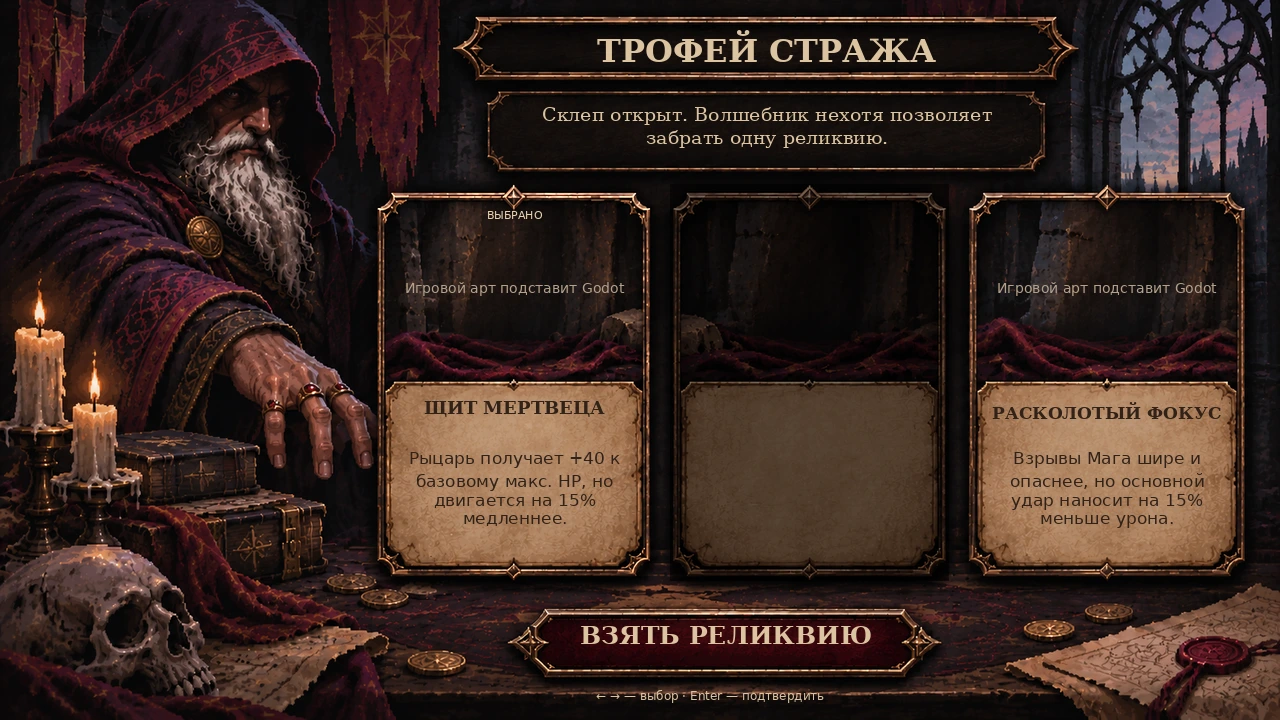 ТРОФЕЙ СТРАЖА
Склеп открыт. Волшебник нехотя позволяет
забрать одну реликвию.
ВЫБРАНО
Игровой арт подставит Godot
ЩИТ МЕРТВЕЦА
Рыцарь получает +40 к
базовому макс. HP, но
двигается на 15%
медленнее.
Игровой арт подставит Godot
РАСКОЛОТЫЙ ФОКУС
Взрывы Мага шире и
опаснее, но основной
удар наносит на 15%
меньше урона.
ВЗЯТЬ РЕЛИКВИЮ
← → — выбор · Enter — подтвердить